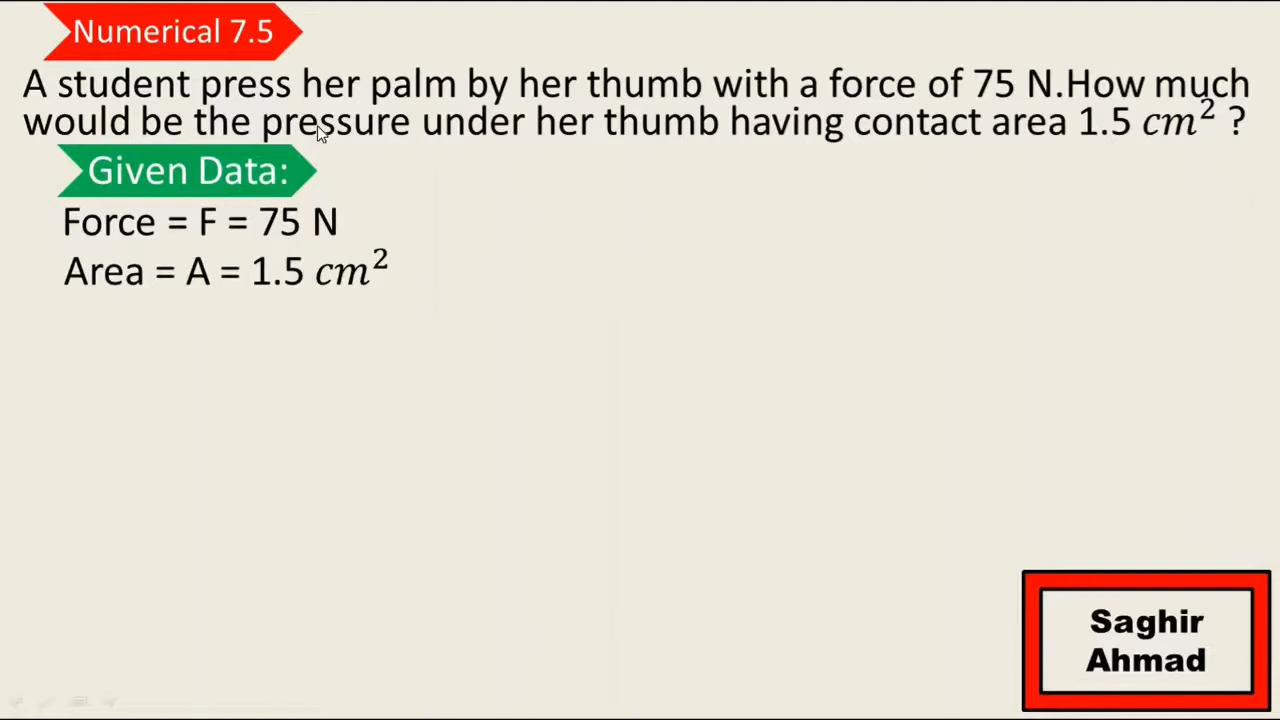 Numerical 7.5
A student press her palm by her thumb with a force of 75 N.How much
would be the pressure under her thumb having contact area 1.5 𝑐𝑚² ?
Given Data:
Force = F = 75 N
Area = A = 1.5 𝑐𝑚²
Saghir
Ahmad